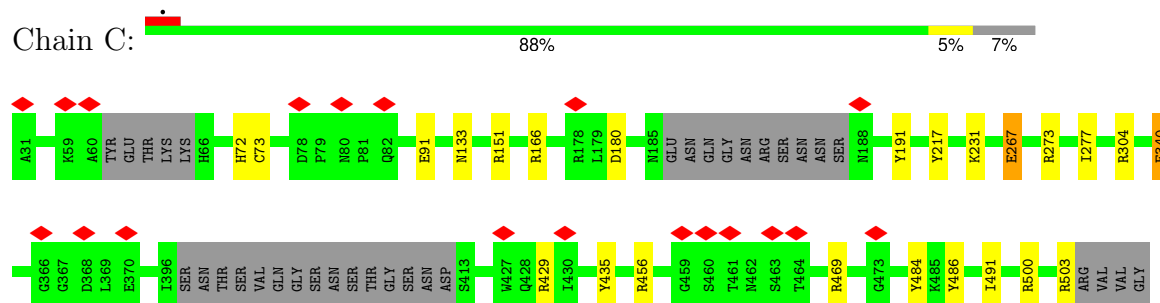 Chain C:
88% 5% 7%
A31 K59 A60 TYR GLU THR LYS LYS H66 H72 C73 D78 P79 N80 P81 Q82 E91 N133 R151 R166 R178 L179 D180 N185 GLU ASN GLN GLY ASN ARG SER ASN ASN SER N188 Y191 Y217 K231 E267 R273 I277 R304
G366 G367 D368 L369 E370 I396 SER ASN THR SER VAL GLN GLY SER ASN SER THR GLY SER ASN ASP S413 W427 Q428 R429 I430 Y435 R456 G459 S460 T461 N462 S463 T464 R469 G473 Y484 K485 Y486 I491 R500 R503 ARG VAL VAL GLY